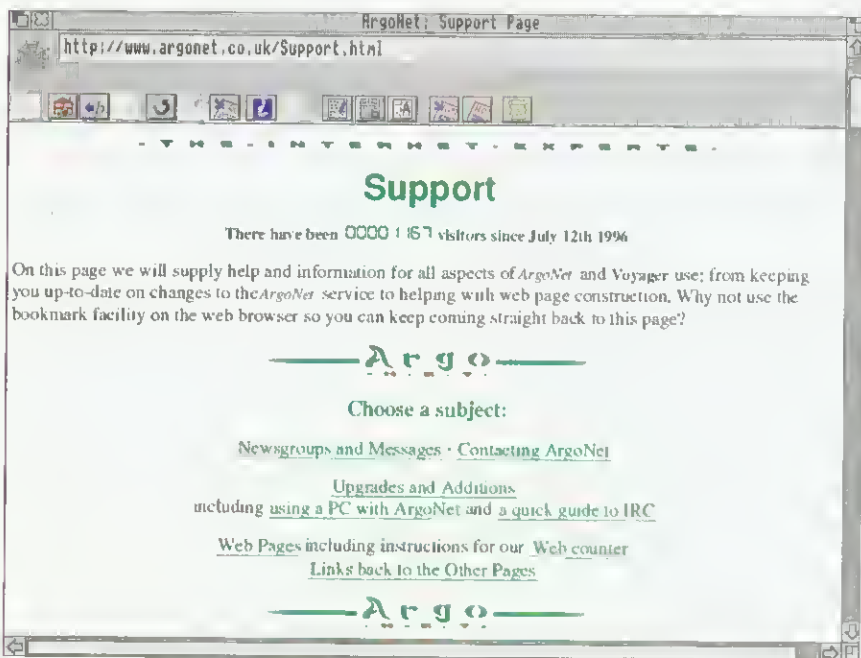 ArgoNet: Support Page
http://www.argonet.co.uk/Support.html
- T H E - I N T E R N E T - E X P E R T S -
Support
There have been 00001167 visitors since July 12th 1996
On this page we will supply help and information for all aspects of ArgoNet and Voyager use; from keeping
you up-to-date on changes to the ArgoNet service to helping with web page construction. Why not use the
bookmark facility on the web browser so you can keep coming straight back to this page?
Argo
Choose a subject:
Newsgroups and Messages · Contacting ArgoNet
Upgrades and Additions
including using a PC with ArgoNet and a quick guide to IRC
Web Pages including instructions for our Web counter
Links back to the Other Pages
Argo